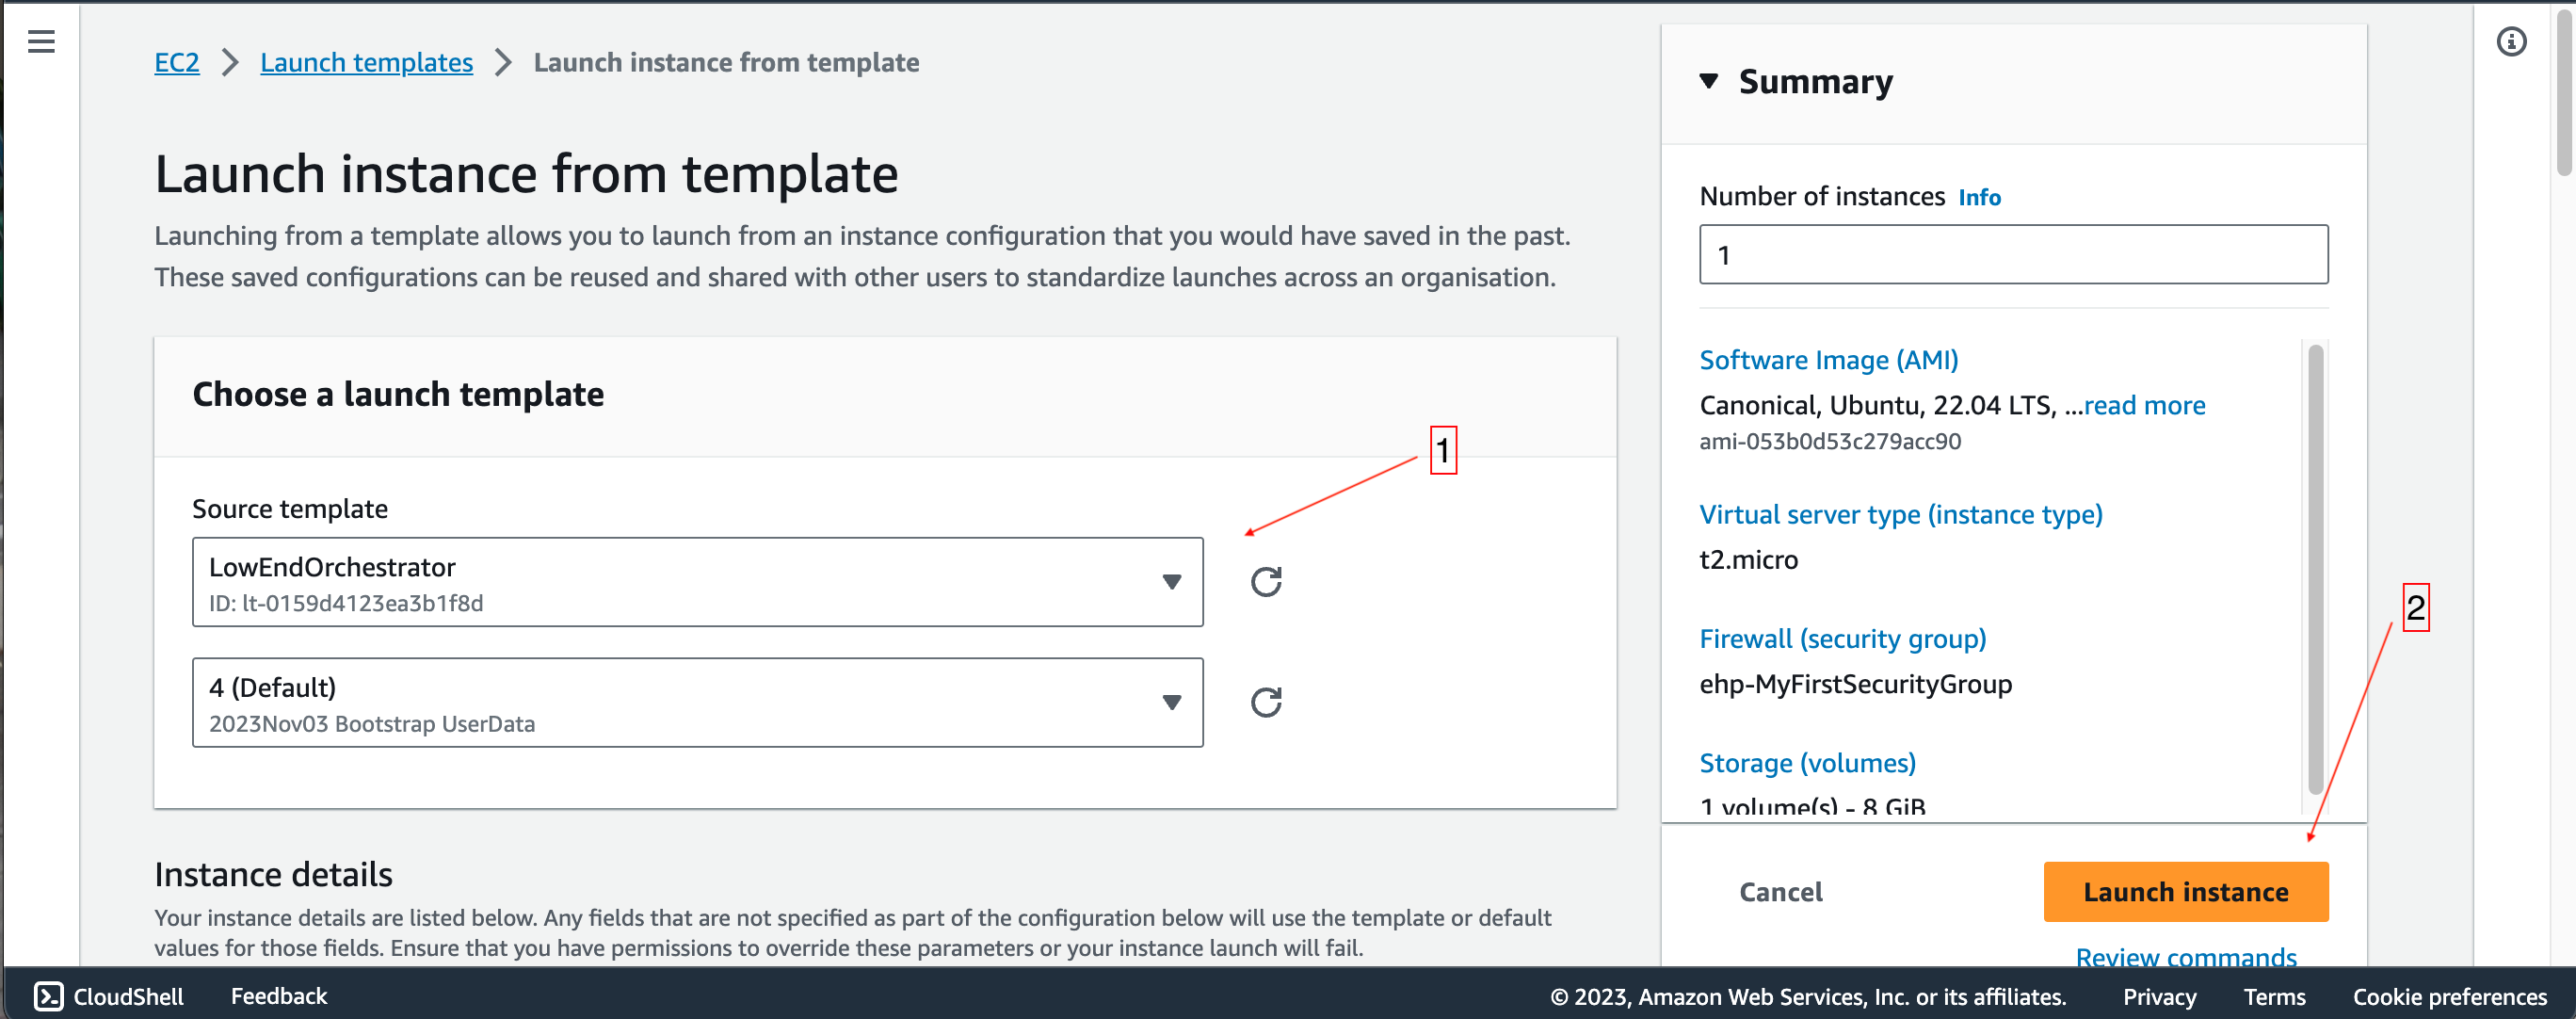 EC2 > Launch templates > Launch instance from template
Launch instance from template
Launching from a template allows you to launch from an instance configuration that you would have saved in the past.
These saved configurations can be reused and shared with other users to standardize launches across an organisation.
Choose a launch template
1
Source template
LowEndOrchestrator
ID: lt-0159d4123ea3b1f8d
4 (Default)
2023Nov03 Bootstrap UserData
Instance details
Your instance details are listed below. Any fields that are not specified as part of the configuration below will use the template or default
values for those fields. Ensure that you have permissions to override these parameters or your instance launch will fail.
Summary
Number of instances Info
1
Software Image (AMI)
Canonical, Ubuntu, 22.04 LTS, ...read more
ami-053b0d53c279acc90
Virtual server type (instance type)
t2.micro
2
Firewall (security group)
ehp-MyFirstSecurityGroup
Storage (volumes)
1 volume(s) - 8 GiB
Cancel
Launch instance
Review commands
CloudShell
Feedback
© 2023, Amazon Web Services, Inc. or its affiliates.
Privacy
Terms
Cookie preferences